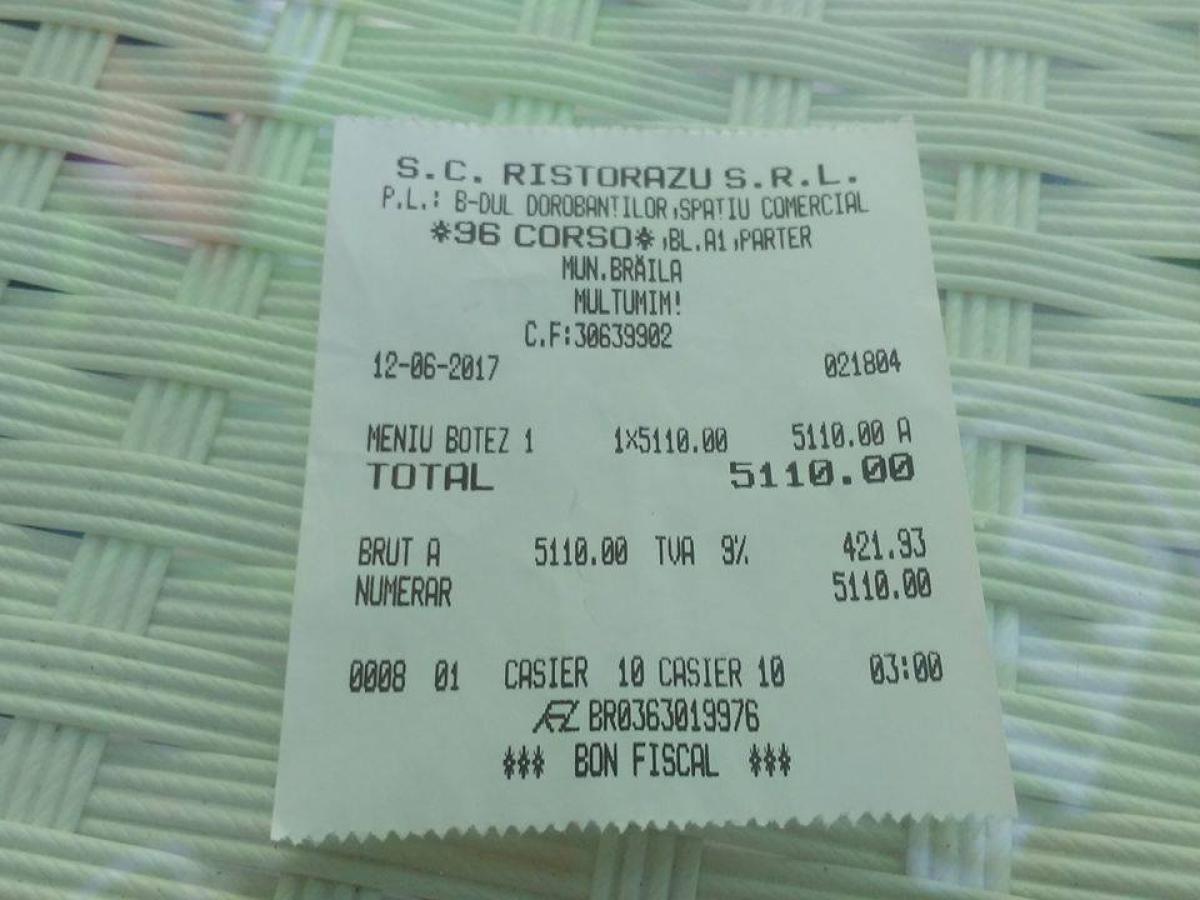 S.C. RISTORAZU S.R.L.
P.L.: B-DUL DOROBANTILOR,SPATIU COMERCIAL
*96 CORSO*,BL.A1,PARTER
MUN.BRĂILA
MULTUMIM!
C.F:30639902
12-06-2017 021804
MENIU BOTEZ 1 1X5110.00 5110.00 A
TOTAL 5110.00
BRUT A 5110.00 TVA 9% 421.93
NUMERAR 5110.00
0008 01 CASIER 10 CASIER 10 03:00
BR0363019976
*** BON FISCAL ***